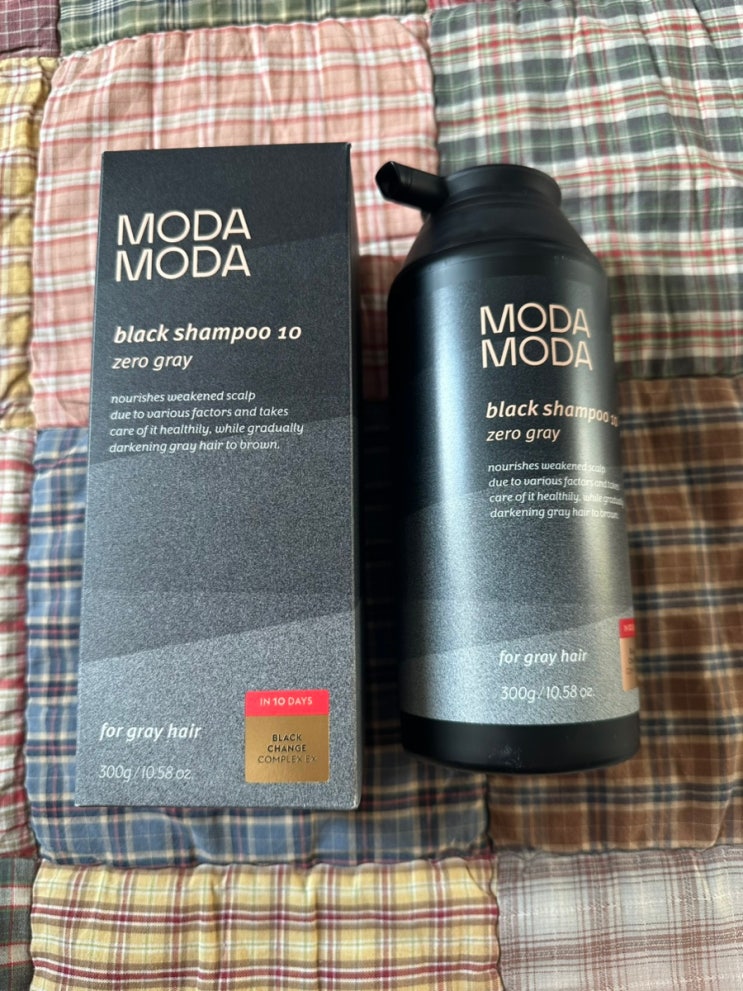 MODA
MODA
black shampoo 10
zero gray
nourishes weakened scalp
due to various factors and takes
care of it healthily, while gradually
darkening gray hair to brown.
for gray hair
300g / 10.58 oz.
IN 10 DAYS
BLACK
CHANGE
COMPLEX EX
MODA
MODA
black shampoo 10
zero gray
nourishes weakened scalp
due to various factors and takes
care of it healthily, while gradually
darkening gray hair to brown.
for gray hair
300g / 10.58 oz.